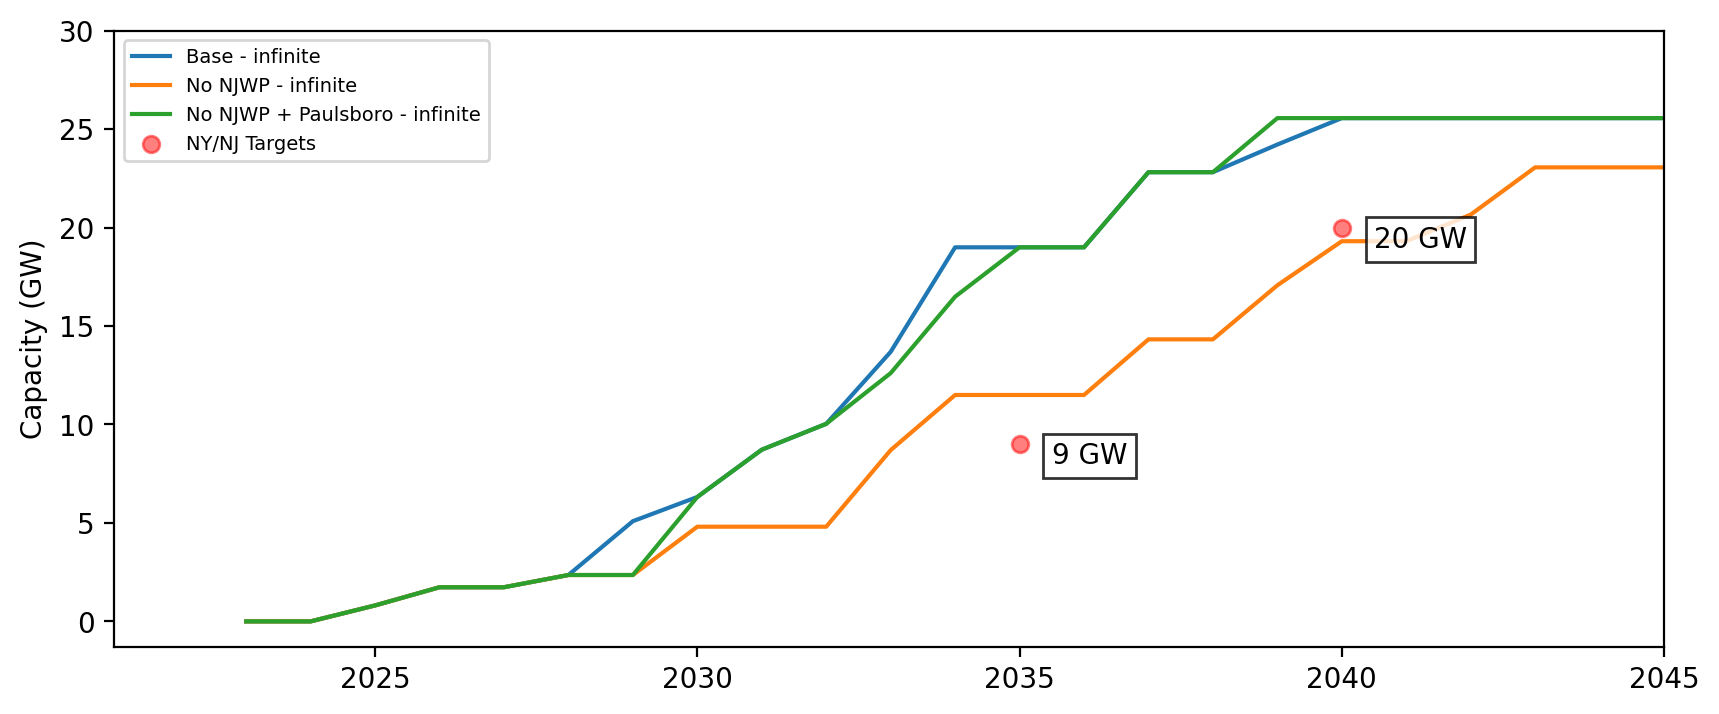 30
25
20
15
10
5
0
Capacity (GW)
Base - infinite
No NJWP - infinite
No NJWP + Paulsboro - infinite
NY/NJ Targets
20 GW
9 GW
2025
2030
2035
2040
2045